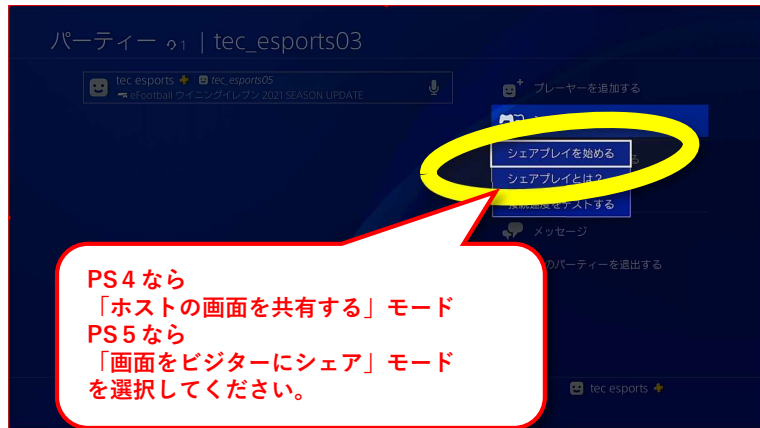 パーティー 1 | tec_esports03
tec esports tec_esports05
eFootball ウイニングイレブン 2021 SEASON UPDATE
プレーヤーを追加する
シェアプレイを始める
る
シェアプレイとは？
接続速度をテストする
メッセージ
のパーティーを退出する
PS4なら
「ホストの画面を共有する」モード
PS5なら
「画面をビジターにシェア」モード
を選択してください。
tec esports